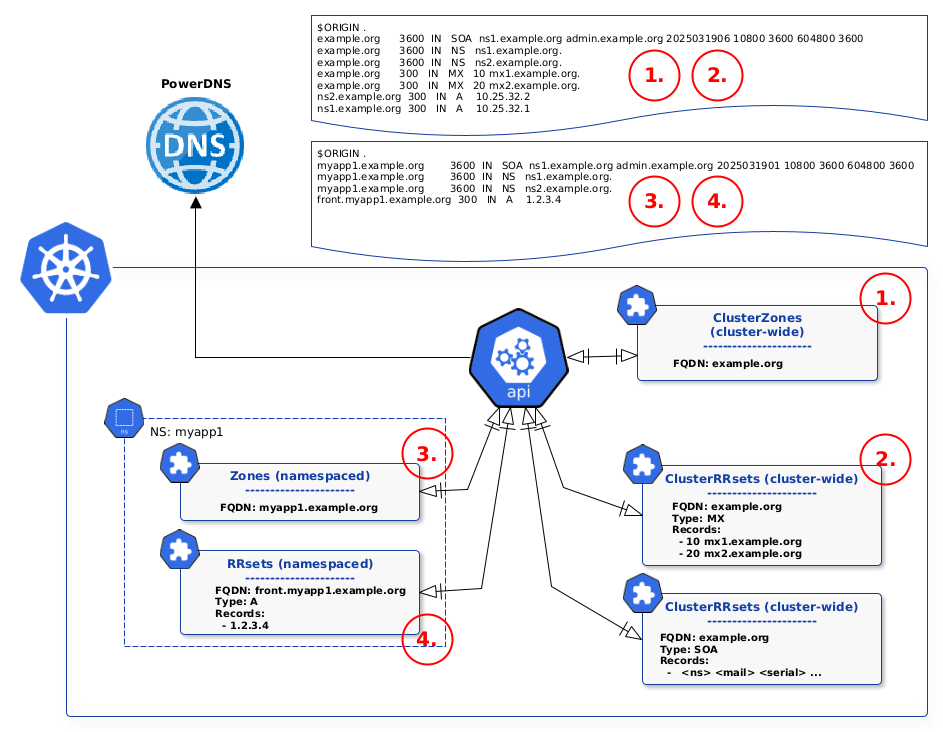 $ORIGIN .
example.org 3600 IN SOA ns1.example.org admin.example.org 2025031906 10800 3600 604800 3600
example.org 3600 IN NS ns1.example.org.
example.org 3600 IN NS ns2.example.org.
example.org 300 IN MX 10 mx1.example.org.
example.org 300 IN MX 20 mx2.example.org.
ns2.example.org 300 IN A 10.25.32.2
ns1.example.org 300 IN A 10.25.32.1
1.
2.
PowerDNS
DNS
$ORIGIN .
myapp1.example.org 3600 IN SOA ns1.example.org admin.example.org 2025031901 10800 3600 604800 3600
myapp1.example.org 3600 IN NS ns1.example.org.
myapp1.example.org 3600 IN NS ns2.example.org.
front.myapp1.example.org 300 IN A 1.2.3.4
3.
4.
1.
ClusterZones
(cluster-wide)
---------------------
FQDN: example.org
api
ns
NS: myapp1
3.
Zones (namespaced)
---------------------
FQDN: myapp1.example.org
RRsets (namespaced)
---------------------
FQDN: front.myapp1.example.org
Type: A
Records:
- 1.2.3.4
4.
2.
ClusterRRsets (cluster-wide)
---------------------
FQDN: example.org
Type: MX
Records:
- 10 mx1.example.org
- 20 mx2.example.org
ClusterRRsets (cluster-wide)
---------------------
FQDN: example.org
Type: SOA
Records:
- <ns> <mail> <serial> ...